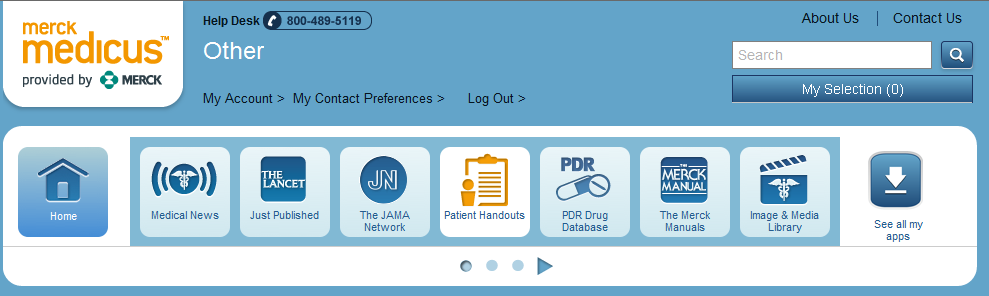 merck
medicus™
provided by MERCK
Help Desk 800-489-5119
Other
My Account > My Contact Preferences > Log Out >
About Us | Contact Us
Search
My Selection (0)
Home
Medical News
THE
LANCET
Just Published
JN
The JAMA
Network
Patient Handouts
PDR
PDR Drug
Database
THE
MERCK
MANUAL
The Merck
Manuals
Image & Media
Library
See all my
apps